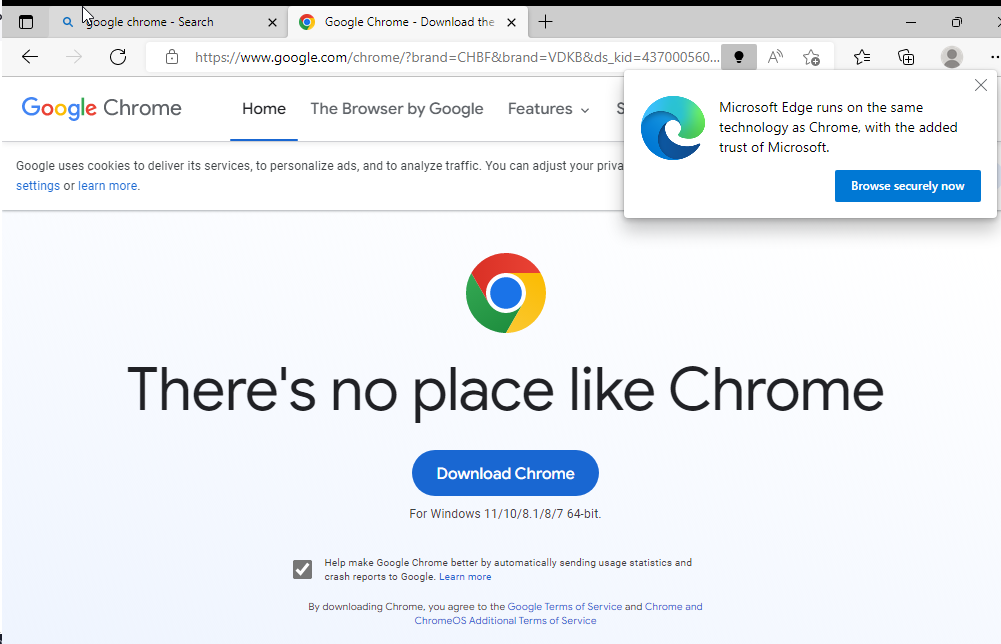 google chrome - Search
Google Chrome - Download the
https://www.google.com/chrome/?brand=CHBF&brand=VDKB&ds_kid=437000560...
Google Chrome
Home
The Browser by Google
Features
S
Microsoft Edge runs on the same
technology as Chrome, with the added
trust of Microsoft.
Browse securely now
Google uses cookies to deliver its services, to personalize ads, and to analyze traffic. You can adjust your priva
settings or learn more.
There's no place like Chrome
Download Chrome
For Windows 11/10/8.1/8/7 64-bit.
Help make Google Chrome better by automatically sending usage statistics and
crash reports to Google. Learn more
By downloading Chrome, you agree to the Google Terms of Service and Chrome and
ChromeOS Additional Terms of Service